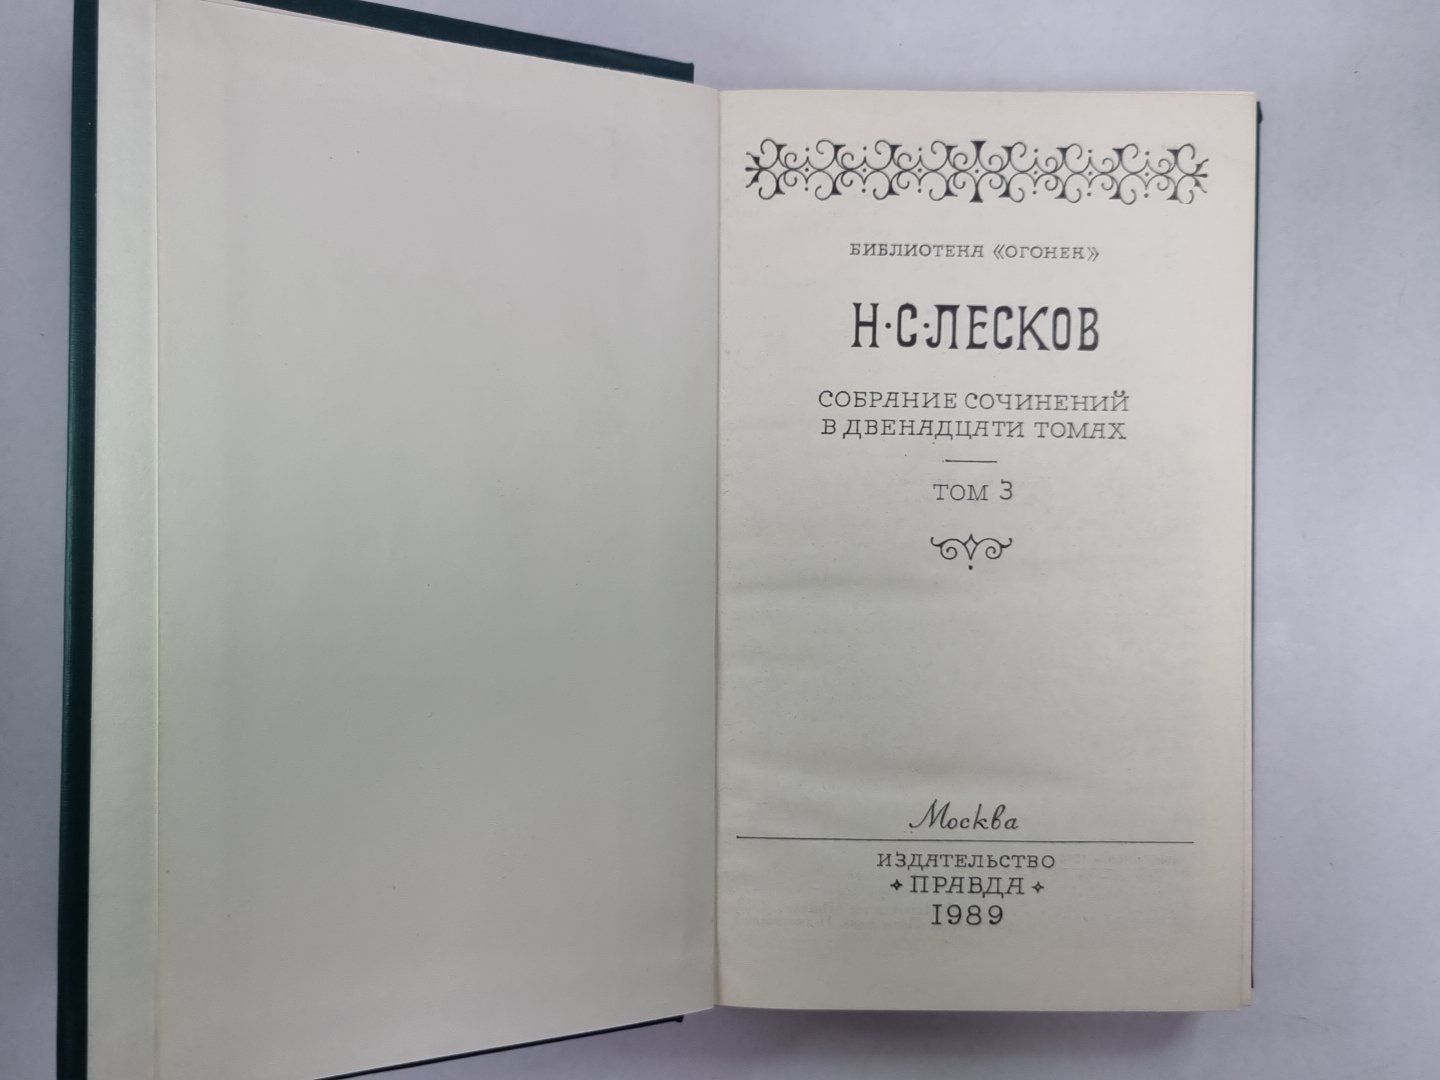 БИБЛИОТЕКА «ОГОНЕК»
Н·С·ЛЕСКОВ
СОБРАНИЕ СОЧИНЕНИЙ
В ДВЕНАДЦАТИ ТОМАХ
ТОМ 3
Москва
ИЗДАТЕЛЬСТВО
ПРАВДА
1989